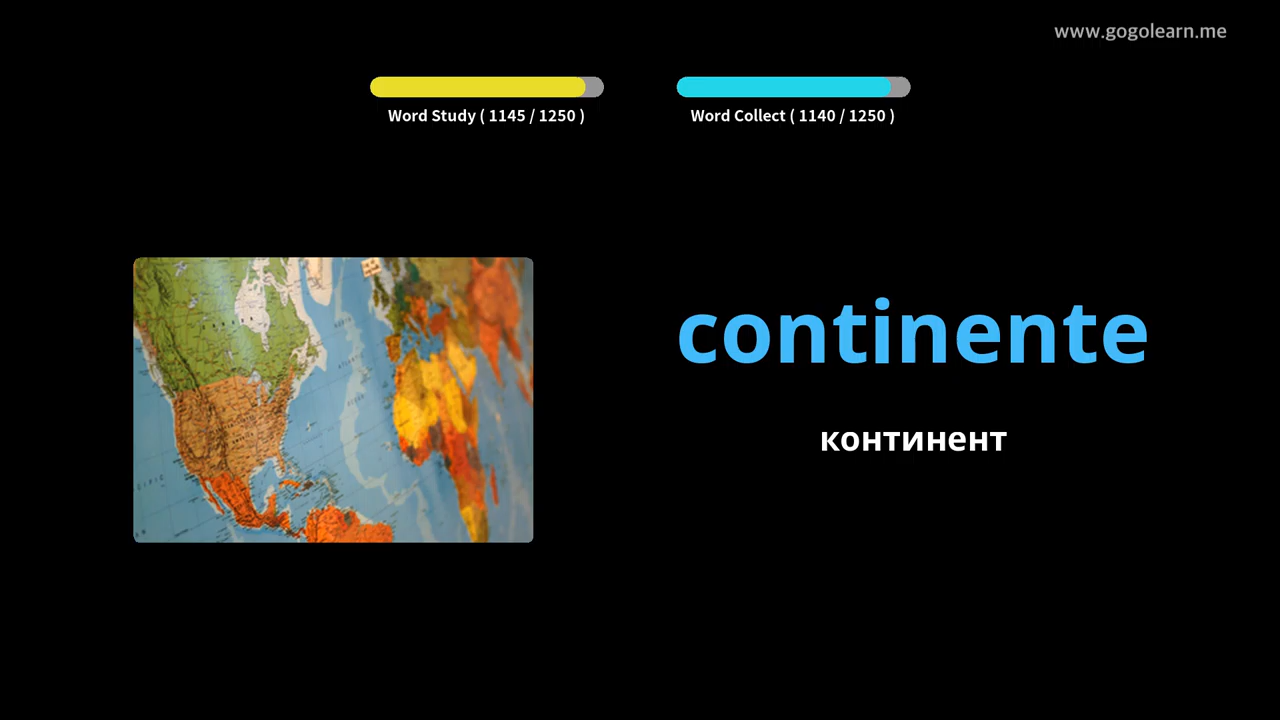 www.gogolearn.me
Word Study ( 1145 / 1250 )
Word Collect ( 1140 / 1250 )
continente
континент